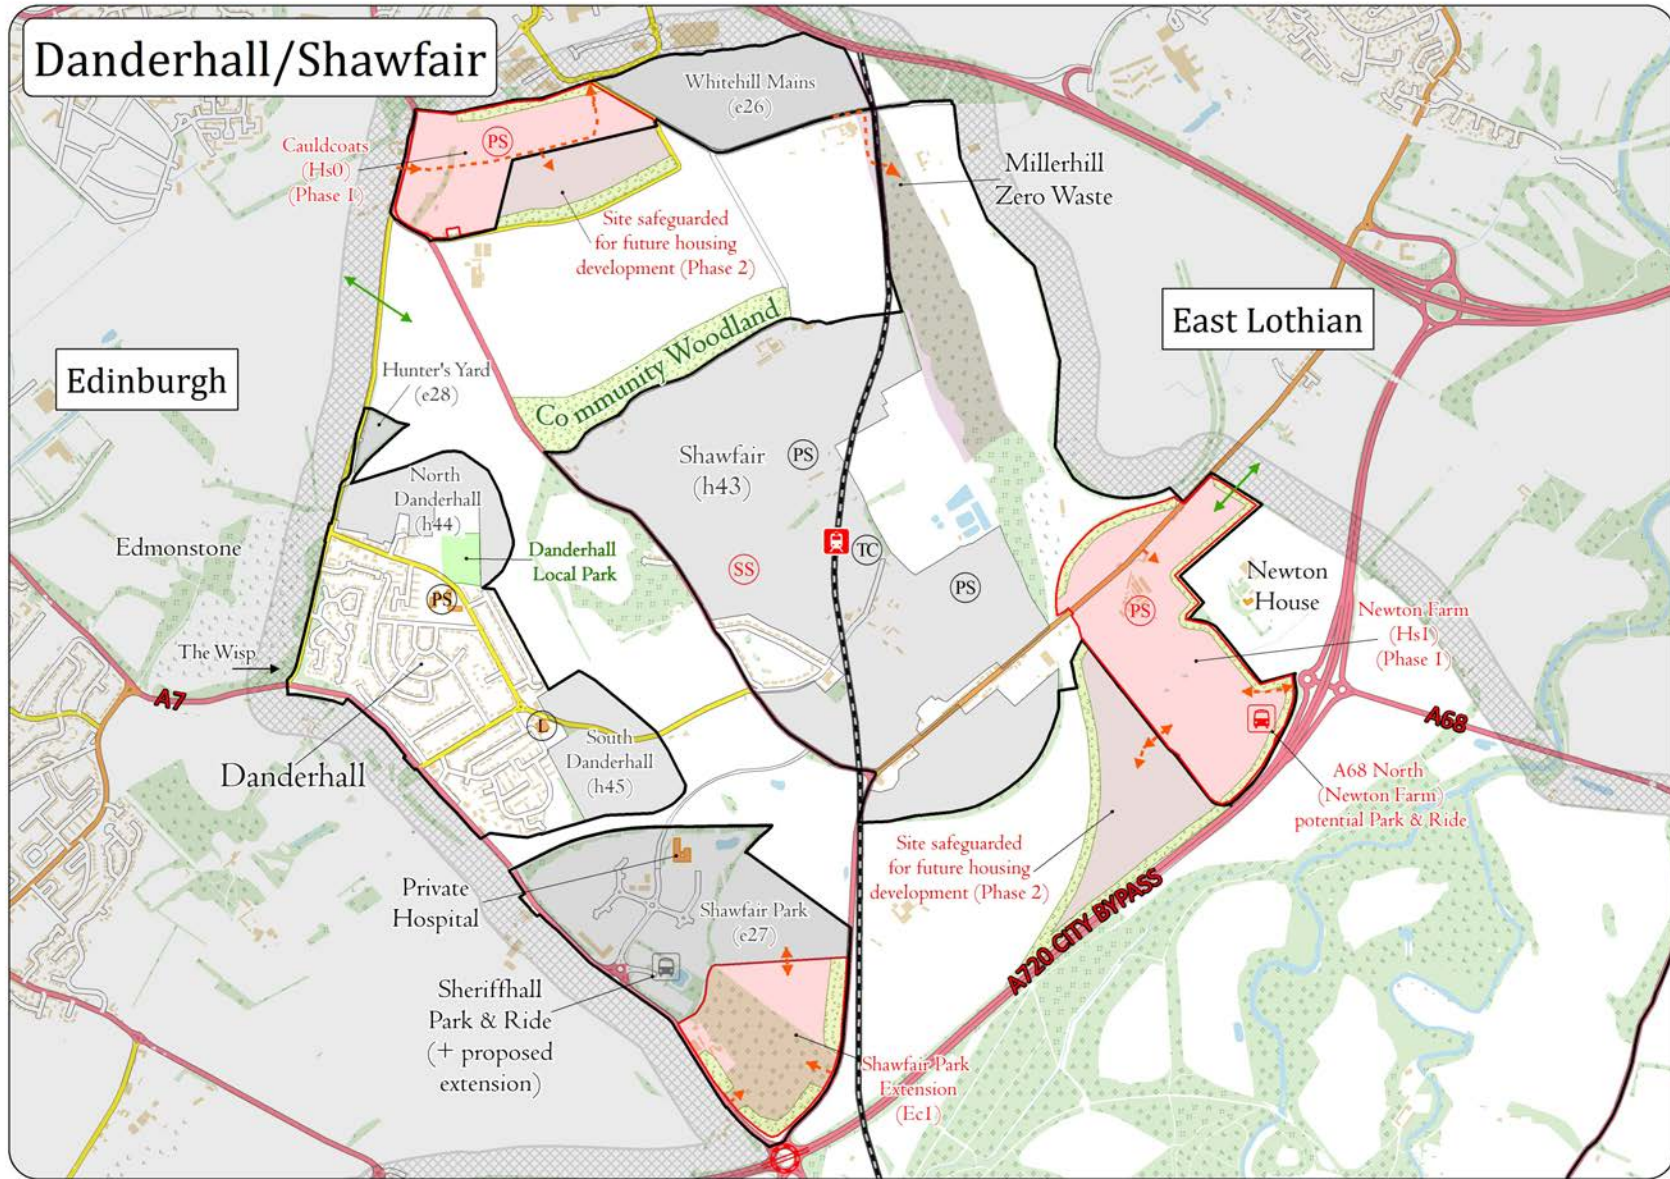 Danderhall/Shawfair
Whitehill Mains
(e26)
Cauldcoats
(Hs0)
(Phase 1)
PS
Millerhill
Zero Waste
Site safeguarded
for future housing
development (Phase 2)
East Lothian
Community Woodland
Edinburgh
Hunter's Yard
(e28)
Shawfair
(h43)
PS
North
Danderhall
(h44)
Edmonstone
Danderhall
Local Park
SS
TC
PS
PS
Newton
House
PS
Newton Farm
(Hs1)
(Phase 1)
The Wisp
A7
A68
L
South
Danderhall
(h45)
Danderhall
A68 North
(Newton Farm)
potential Park & Ride
Site safeguarded
for future housing
development (Phase 2)
Private
Hospital
Shawfair Park
(e27)
A720 CITY BYPASS
Sheriffhall
Park & Ride
(+ proposed
extension)
Shawfair Park
Extension
(Ec1)